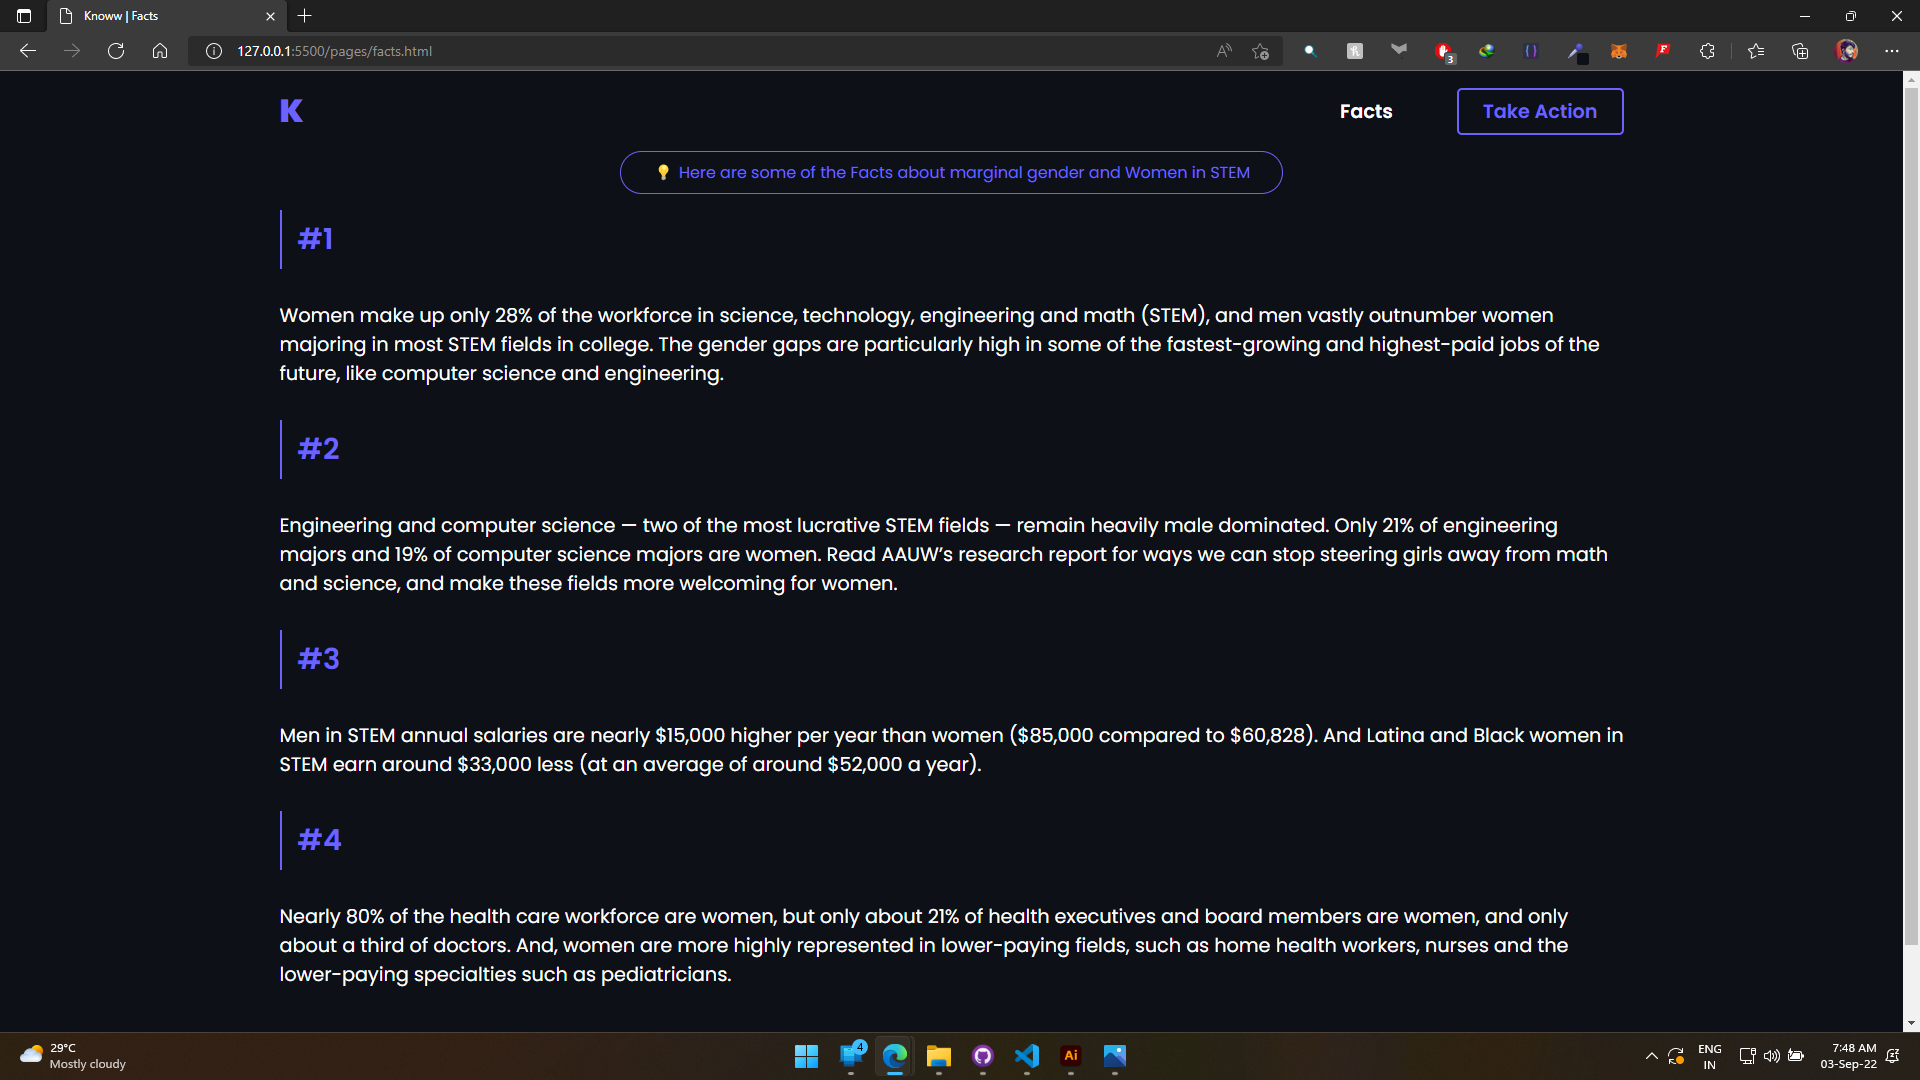 Knoww | Facts
127.0.0.1:5500/pages/facts.html
3
K
Facts
Take Action
💡 Here are some of the Facts about marginal gender and Women in STEM
#1
Women make up only 28% of the workforce in science, technology, engineering and math (STEM), and men vastly outnumber women
majoring in most STEM fields in college. The gender gaps are particularly high in some of the fastest-growing and highest-paid jobs of the
future, like computer science and engineering.
#2
Engineering and computer science — two of the most lucrative STEM fields — remain heavily male dominated. Only 21% of engineering
majors and 19% of computer science majors are women. Read AAUW’s research report for ways we can stop steering girls away from math
and science, and make these fields more welcoming for women.
#3
Men in STEM annual salaries are nearly $15,000 higher per year than women ($85,000 compared to $60,828). And Latina and Black women in
STEM earn around $33,000 less (at an average of around $52,000 a year).
#4
Nearly 80% of the health care workforce are women, but only about 21% of health executives and board members are women, and only
about a third of doctors. And, women are more highly represented in lower-paying fields, such as home health workers, nurses and the
lower-paying specialties such as pediatricians.
29°C
Mostly cloudy
4
Ai
ENG
IN
7:48 AM
03-Sep-22